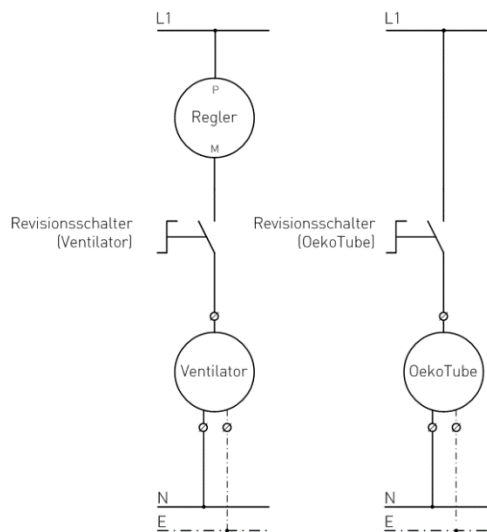 L1
P
Regler
M
Revisionsschalter
(Ventilator)
Ventilator
N
E
L1
Revisionsschalter
(OekoTube)
OekoTube
N
E